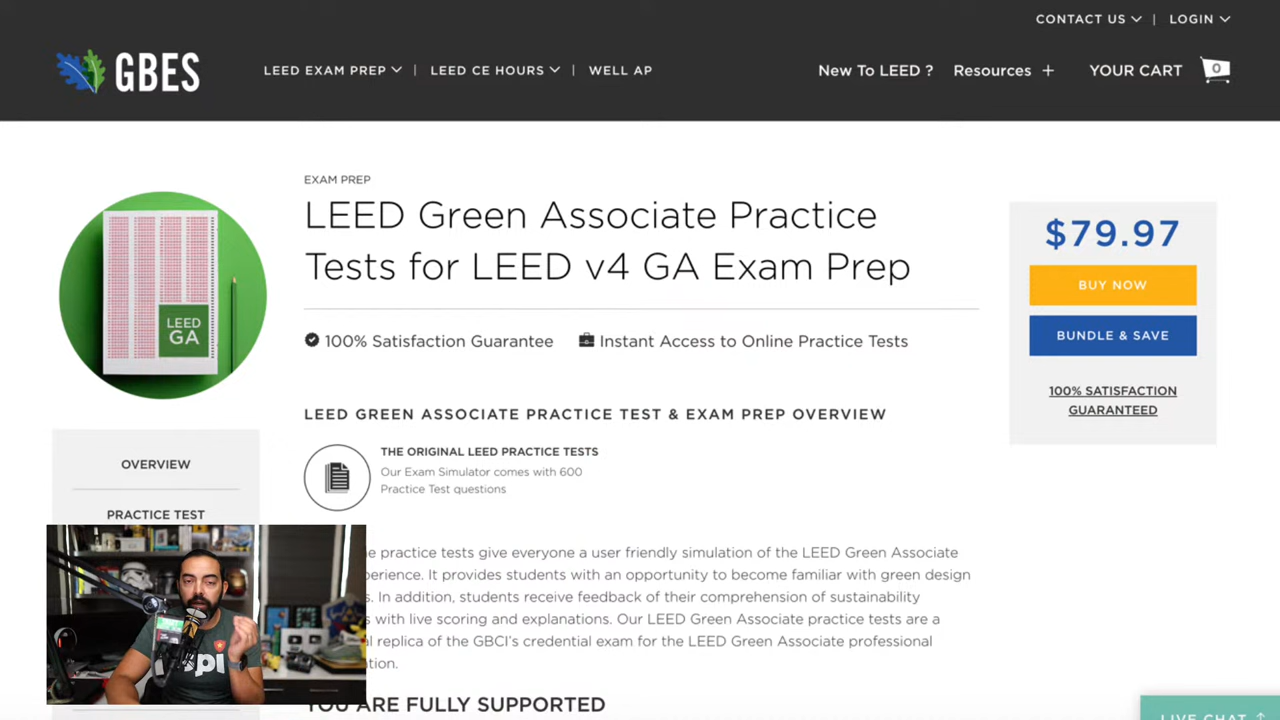 CONTACT US | LOGIN
GBES
LEED EXAM PREP | LEED CE HOURS | WELL AP
New To LEED ? Resources + YOUR CART 0
EXAM PREP
LEED Green Associate Practice
Tests for LEED v4 GA Exam Prep
100% Satisfaction Guarantee Instant Access to Online Practice Tests
$79.97
BUY NOW
BUNDLE & SAVE
100% SATISFACTION
GUARANTEED
LEED
GA
LEED GREEN ASSOCIATE PRACTICE TEST & EXAM PREP OVERVIEW
THE ORIGINAL LEED PRACTICE TESTS
Our Exam Simulator comes with 600
Practice Test questions
OVERVIEW
PRACTICE TEST
practice tests give everyone a user friendly simulation of the LEED Green Associate
It provides students with an opportunity to become familiar with green design
In addition, students receive feedback of their comprehension of sustainability
with live scoring and explanations. Our LEED Green Associate practice tests are a
replica of the GBCI's credential exam for the LEED Green Associate professional
YOU ARE FULLY SUPPORTED
LIVE CHAT